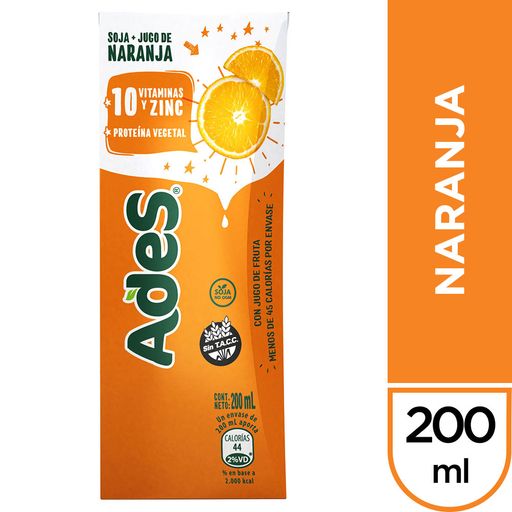 SOJA + JUGO DE
NARANJA
10 VITAMINAS
Y ZINC
PROTEÍNA VEGETAL
AdeS®
CON JUGO DE FRUTA
MENOS DE 45 CALORÍAS POR ENVASE
SOJA
NO OGM
Sin T.A.C.C.
CONT.
NETO: 200 mL
Un envase de
200 mL aporta
CALORÍAS
44
2%VD
% en base a
2.000 kcal
NARANJA
200
ml